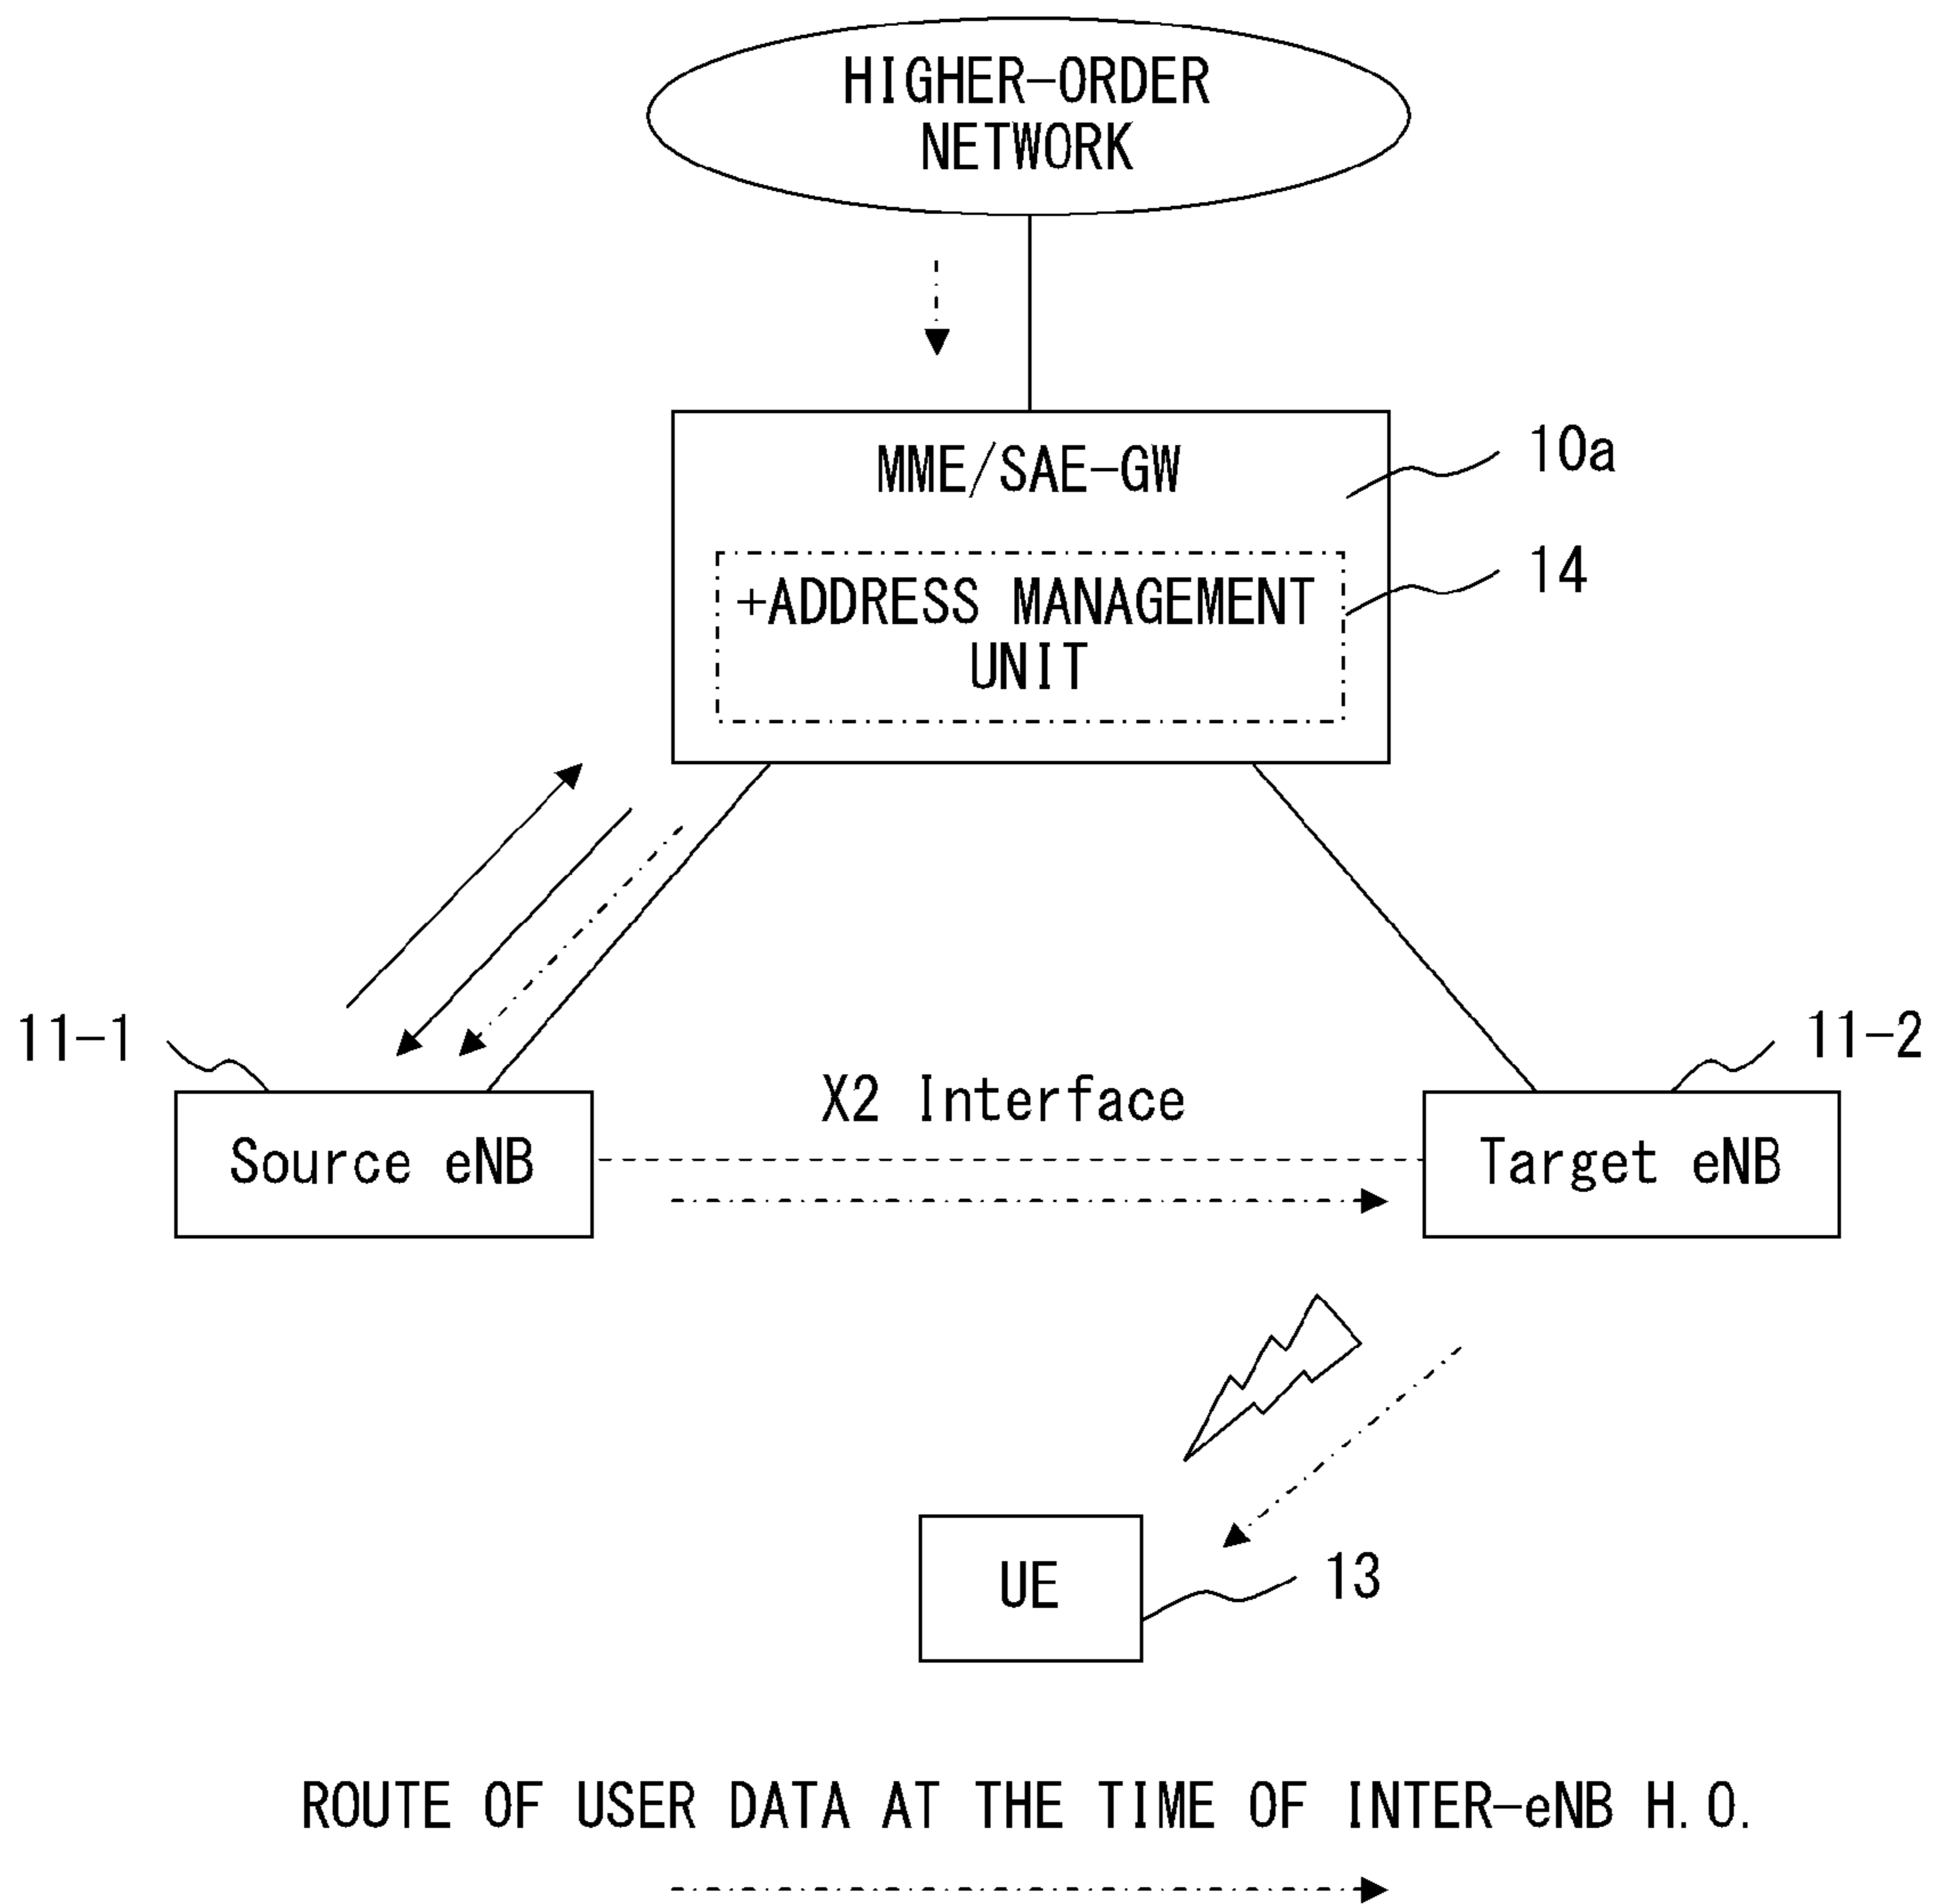 HIGHER-ORDER
NETWORK
MME/SAE-GW
10a
+ADDRESS MANAGEMENT
UNIT
14
11-1
11-2
X2 Interface
Source eNB
Target eNB
UE
13
ROUTE OF USER DATA AT THE TIME OF INTER-eNB H.O.